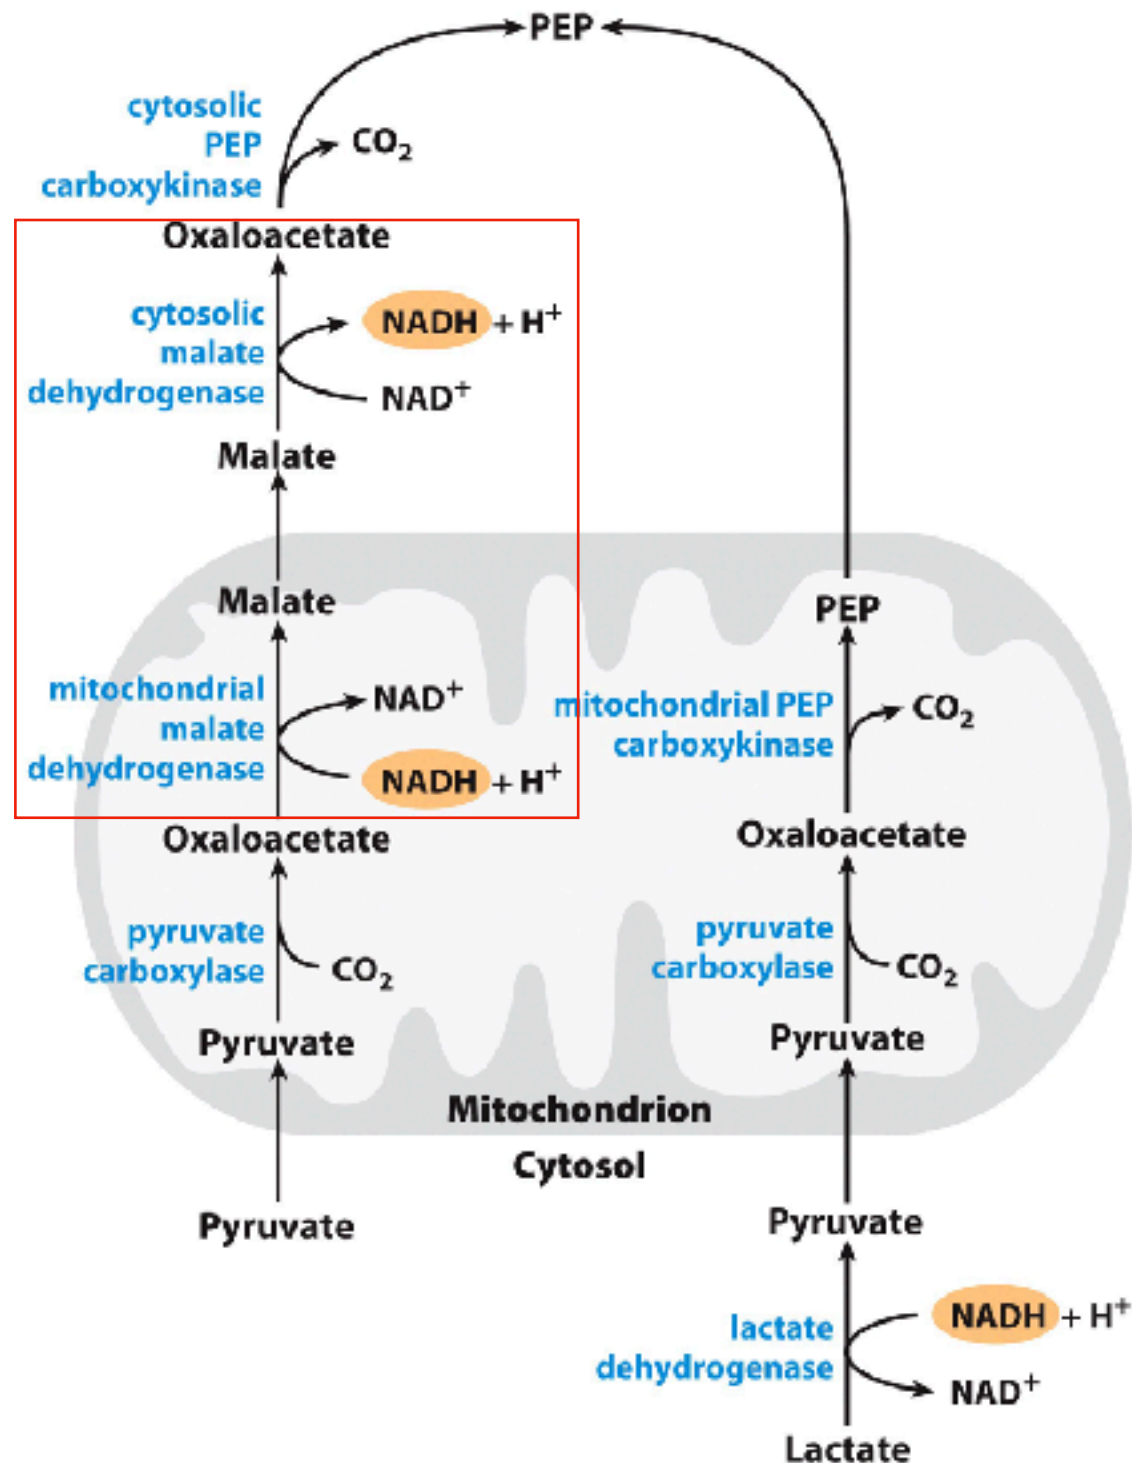 PEP
cytosolic
PEP
carboxykinase
CO₂
Oxaloacetate
cytosolic
malate
dehydrogenase
NADH + H⁺
NAD⁺
Malate
Malate
mitochondrial
malate
dehydrogenase
NAD⁺
NADH + H⁺
Oxaloacetate
pyruvate
carboxylase
CO₂
Pyruvate
Pyruvate
PEP
mitochondrial PEP
carboxykinase
CO₂
Oxaloacetate
pyruvate
carboxylase
CO₂
Pyruvate
Mitochondrion
Cytosol
Pyruvate
lactate
dehydrogenase
NADH + H⁺
NAD⁺
Lactate